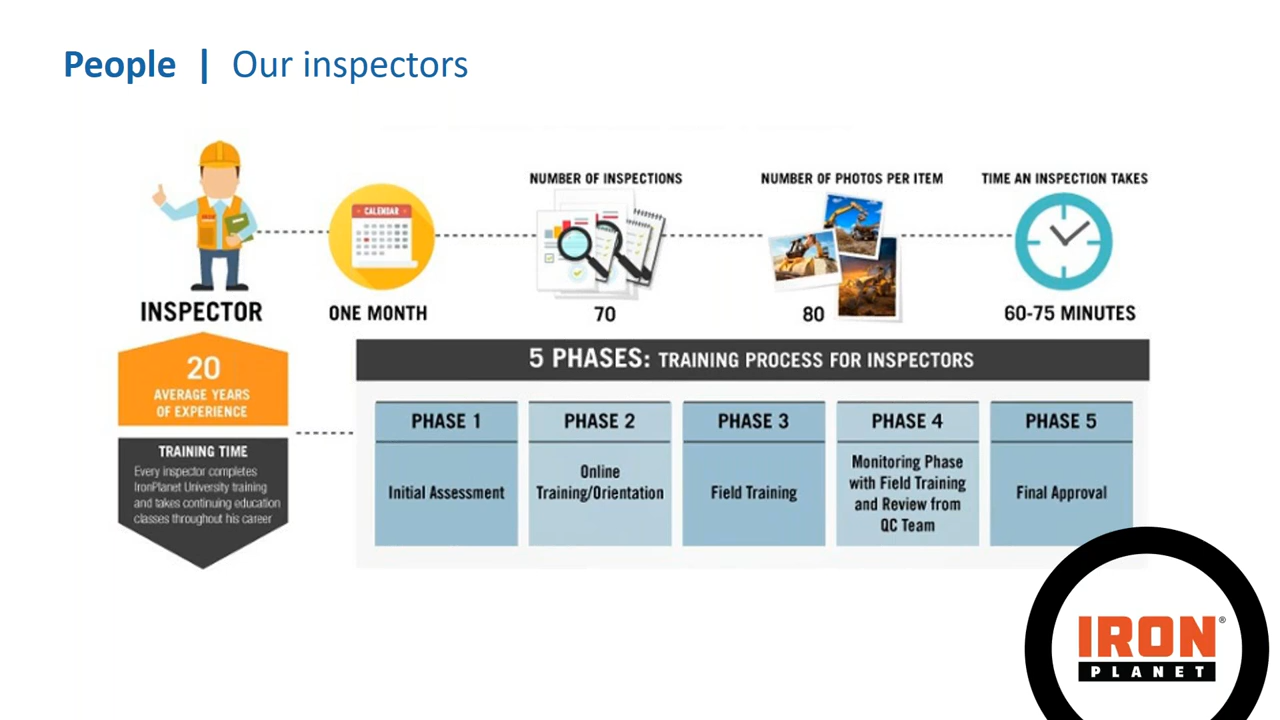 People | Our inspectors
NUMBER OF INSPECTIONS
NUMBER OF PHOTOS PER ITEM
TIME AN INSPECTION TAKES
CALENDAR
INSPECTOR
ONE MONTH
70
80
60-75 MINUTES
20
AVERAGE YEARS
OF EXPERIENCE
TRAINING TIME
Every inspector completes
IronPlanet University training
and takes continuing education
classes throughout his career
5 PHASES: TRAINING PROCESS FOR INSPECTORS
PHASE 1
Initial Assessment
PHASE 2
Online
Training/Orientation
PHASE 3
Field Training
PHASE 4
Monitoring Phase
with Field Training
and Review from
QC Team
PHASE 5
Final Approval
IRON®
PLANET